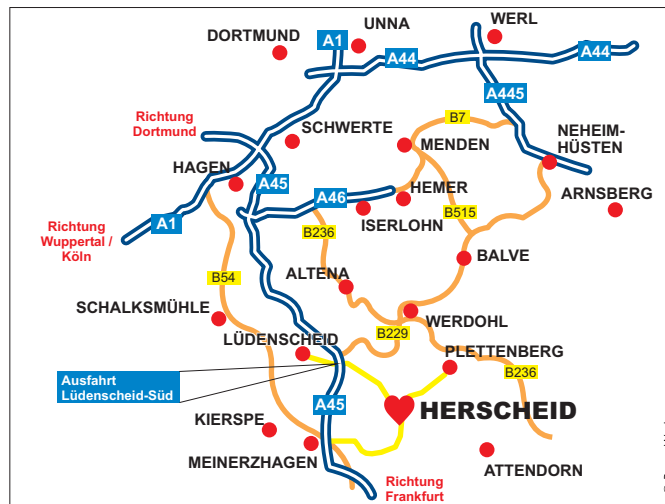 UNNA
WERL
DORTMUND
A1
A44
A44
A445
Richtung
Dortmund
B7
SCHWERTE
MENDEN
NEHEIM-
HÜSTEN
HAGEN
A45
A46
HEMER
ARNSBERG
A1
ISERLOHN
B515
Richtung
Wuppertal /
Köln
B236
BALVE
B54
ALTENA
SCHALKSMÜHLE
WERDOHL
B229
LÜDENSCHEID
PLETTENBERG
B236
Ausfahrt
Lüdenscheid-Süd
A45
HERSCHEID
KIERSPE
MEINERZHAGEN
ATTENDORN
Richtung
Frankfurt